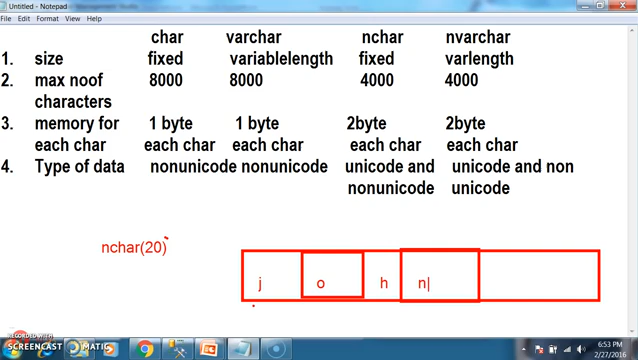 Untitled - Notepad
File Edit Format View Help
char varchar nchar nvarchar
1. size fixed variablelength fixed varlength
2. max noof 8000 8000 4000 4000
characters
3. memory for 1 byte 1 byte 2byte 2byte
each char each char each char each char each char
4. Type of data nonunicode nonunicode unicode and unicode and non
nonunicode unicode
nchar(20)
j o h n
RECORDED WITH
SCREENCAST MATIC
6:53 PM
2/27/2016